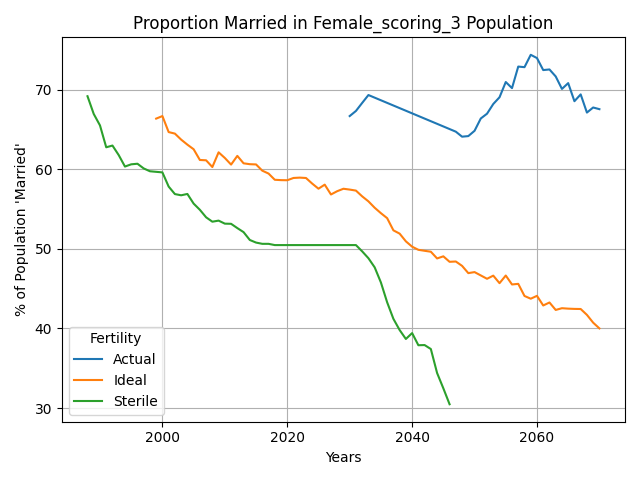 Proportion Married in Female_scoring_3 Population
% of Population 'Married'
70
60
50
40
30
Fertility
Actual
Ideal
Sterile
2000 2020 2040 2060
Years